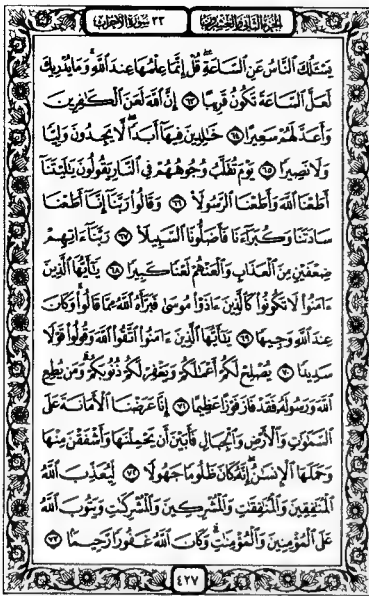 الجزء الثاني والعشرون ٣٣ سورة الأحزاب
يَسْـَٔلُكَ ٱلنَّاسُ عَنِ ٱلسَّاعَةِ ۖ قُلْ إِنَّمَا عِلْمُهَا عِندَ ٱللَّهِ ۚ وَمَا يُدْرِيكَ
لَعَلَّ ٱلسَّاعَةَ تَكُونُ قَرِيبًا ٦٣ إِنَّ ٱللَّهَ لَعَنَ ٱلْكَٰفِرِينَ
وَأَعَدَّ لَهُمْ سَعِيرًا ٦٤ خَٰلِدِينَ فِيهَآ أَبَدًا ۖ لَّا يَجِدُونَ وَلِيًّا
وَلَا نَصِيرًا ٦٥ يَوْمَ تُقَلَّبُ وُجُوهُهُمْ فِى ٱلنَّارِ يَقُولُونَ يَٰلَيْتَنَآ
أَطَعْنَا ٱللَّهَ وَأَطَعْنَا ٱلرَّسُولَا۠ ٦٦ وَقَالُوا۟ رَبَّنَآ إِنَّآ أَطَعْنَا
سَادَتَنَا وَكُبَرَآءَنَا فَأَضَلُّونَا ٱلسَّبِيلَا۠ ٦٧ رَبَّنَآ ءَاتِهِمْ
ضِعْفَيْنِ مِنَ ٱلْعَذَابِ وَٱلْعَنْهُمْ لَعْنًا كَبِيرًا ٦٨ يَٰٓأَيُّهَا ٱلَّذِينَ
ءَامَنُوا۟ لَا تَكُونُوا۟ كَٱلَّذِينَ ءَاذَوْا۟ مُوسَىٰ فَبَرَّأَهُ ٱللَّهُ مِمَّا قَالُوا۟ ۚ وَكَانَ
عِندَ ٱللَّهِ وَجِيهًا ٦٩ يَٰٓأَيُّهَا ٱلَّذِينَ ءَامَنُوا۟ ٱتَّقُوا۟ ٱللَّهَ وَقُولُوا۟ قَوْلًا
سَدِيدًا ٧٠ يُصْلِحْ لَكُمْ أَعْمَٰلَكُمْ وَيَغْفِرْ لَكُمْ ذُنُوبَكُمْ ۗ وَمَن يُطِعِ
ٱللَّهَ وَرَسُولَهُۥ فَقَدْ فَازَ فَوْزًا عَظِيمًا ٧١ إِنَّا عَرَضْنَا ٱلْأَمَانَةَ عَلَى
ٱلسَّمَٰوَٰتِ وَٱلْأَرْضِ وَٱلْجِبَالِ فَأَبَيْنَ أَن يَحْمِلْنَهَا وَأَشْفَقْنَ مِنْهَا
وَحَمَلَهَا ٱلْإِنسَٰنُ ۖ إِنَّهُۥ كَانَ ظَلُومًا جَهُولًا ٧٢ لِّيُعَذِّبَ ٱللَّهُ
ٱلْمُنَٰفِقِينَ وَٱلْمُنَٰفِقَٰتِ وَٱلْمُشْرِكِينَ وَٱلْمُشْرِكَٰتِ وَيَتُوبَ ٱللَّهُ
عَلَى ٱلْمُؤْمِنِينَ وَٱلْمُؤْمِنَٰتِ ۗ وَكَانَ ٱللَّهُ غَفُورًا رَّحِيمًۢا ٧٣
٤٢٧